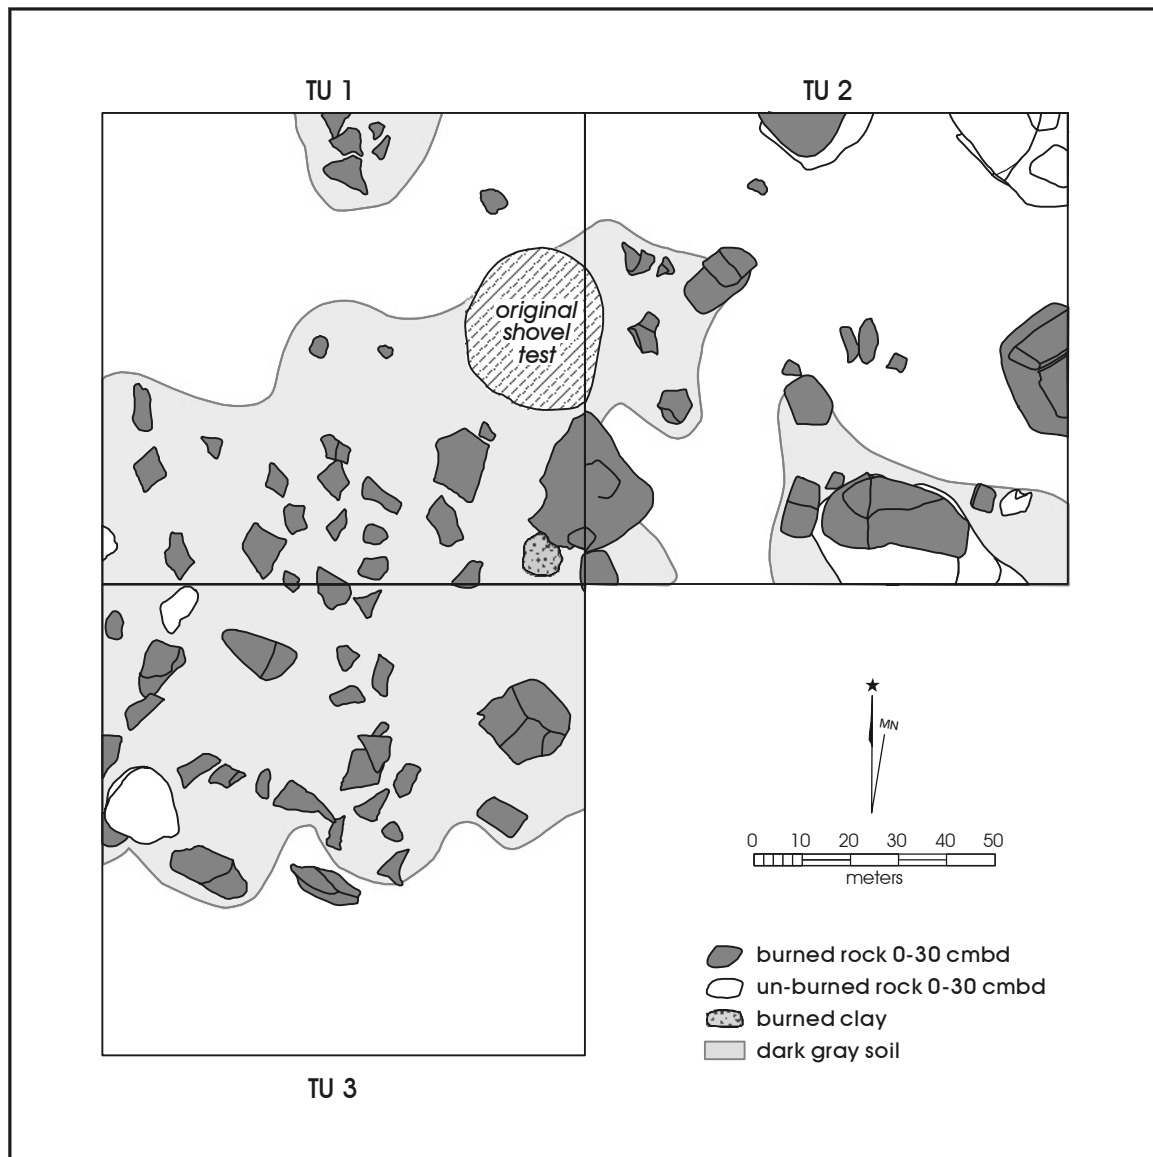 TU 1
TU 2
original
shovel
test
MN
0 10 20 30 40 50
meters
burned rock 0-30 cmbd
un-burned rock 0-30 cmbd
burned clay
dark gray soil
TU 3